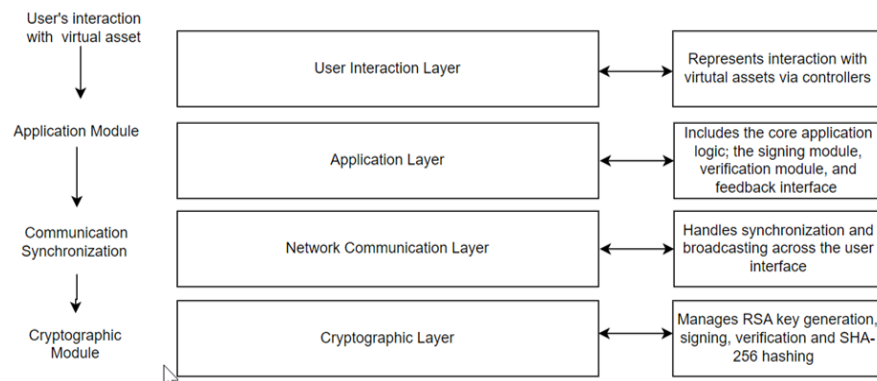 User's interaction
with virtual asset
User Interaction Layer
Represents interaction with
virtutal assets via controllers
Application Module
Application Layer
Includes the core application
logic; the signing module,
verification module, and
feedback interface
Communication
Synchronization
Network Communication Layer
Handles synchronization and
broadcasting across the user
interface
Cryptographic
Module
Cryptographic Layer
Manages RSA key generation,
signing, verification and SHA-
256 hashing